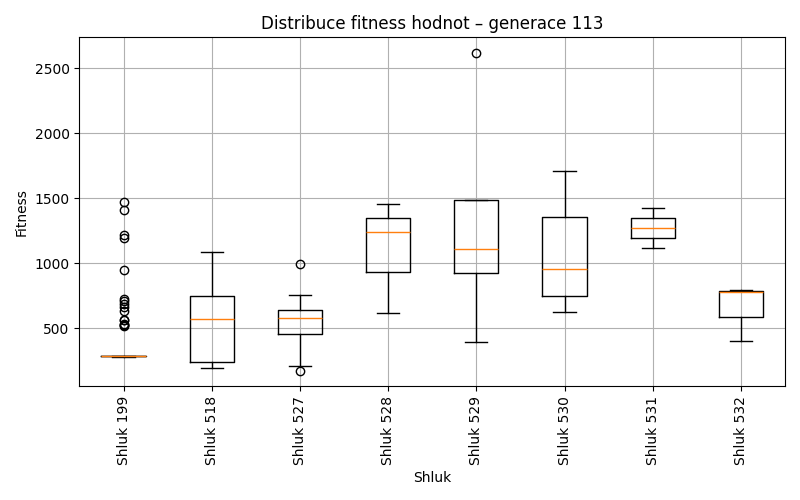 Distribuce fitness hodnot – generace 113
Fitness
2500
2000
1500
1000
500
Shluk 199
Shluk 518
Shluk 527
Shluk 528
Shluk 529
Shluk 530
Shluk 531
Shluk 532
Shluk